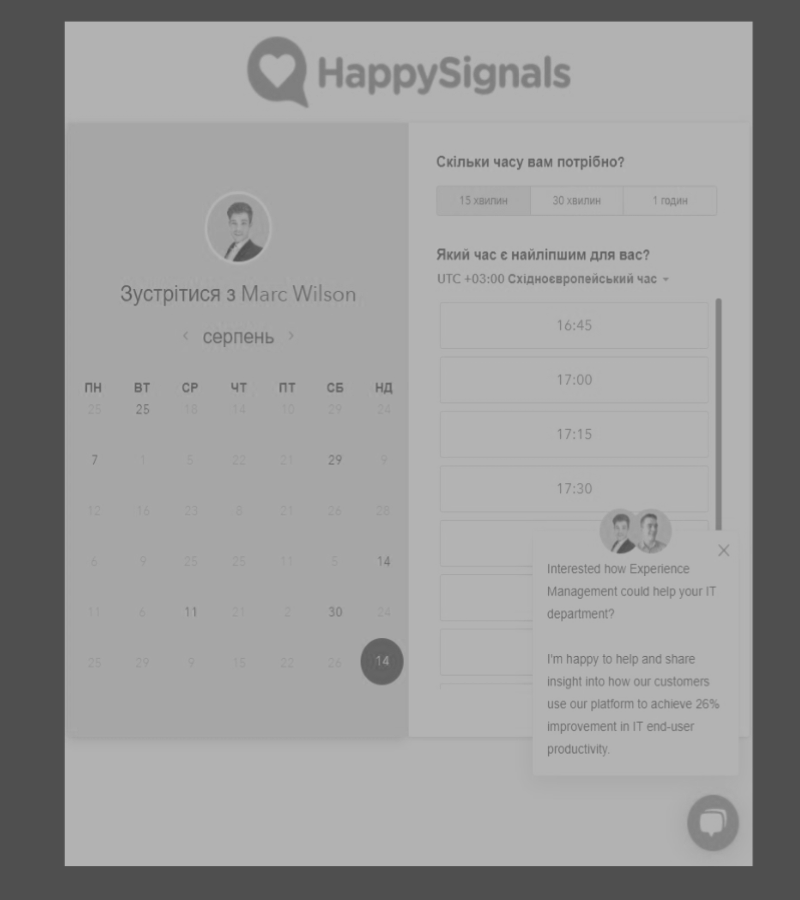 HappySignals
Зустрітися з Marc Wilson
серпень
ПН ВТ СР ЧТ ПТ СБ НД
25 25 18 14 10 29 24
7 1 5 22 21 29 9
12 16 23 8 21 26 28
6 9 25 25 11 5 14
11 6 11 21 2 30 24
25 29 9 15 22 26 14
Скільки часу вам потрібно?
15 хвилин 30 хвилин 1 годин
Який час є найліпшим для вас?
UTC +03:00 Східноєвропейський час
16:45
17:00
17:15
17:30
Interested how Experience
Management could help your IT
department?
I'm happy to help and share
insight into how our customers
use our platform to achieve 26%
improvement in IT end-user
productivity.